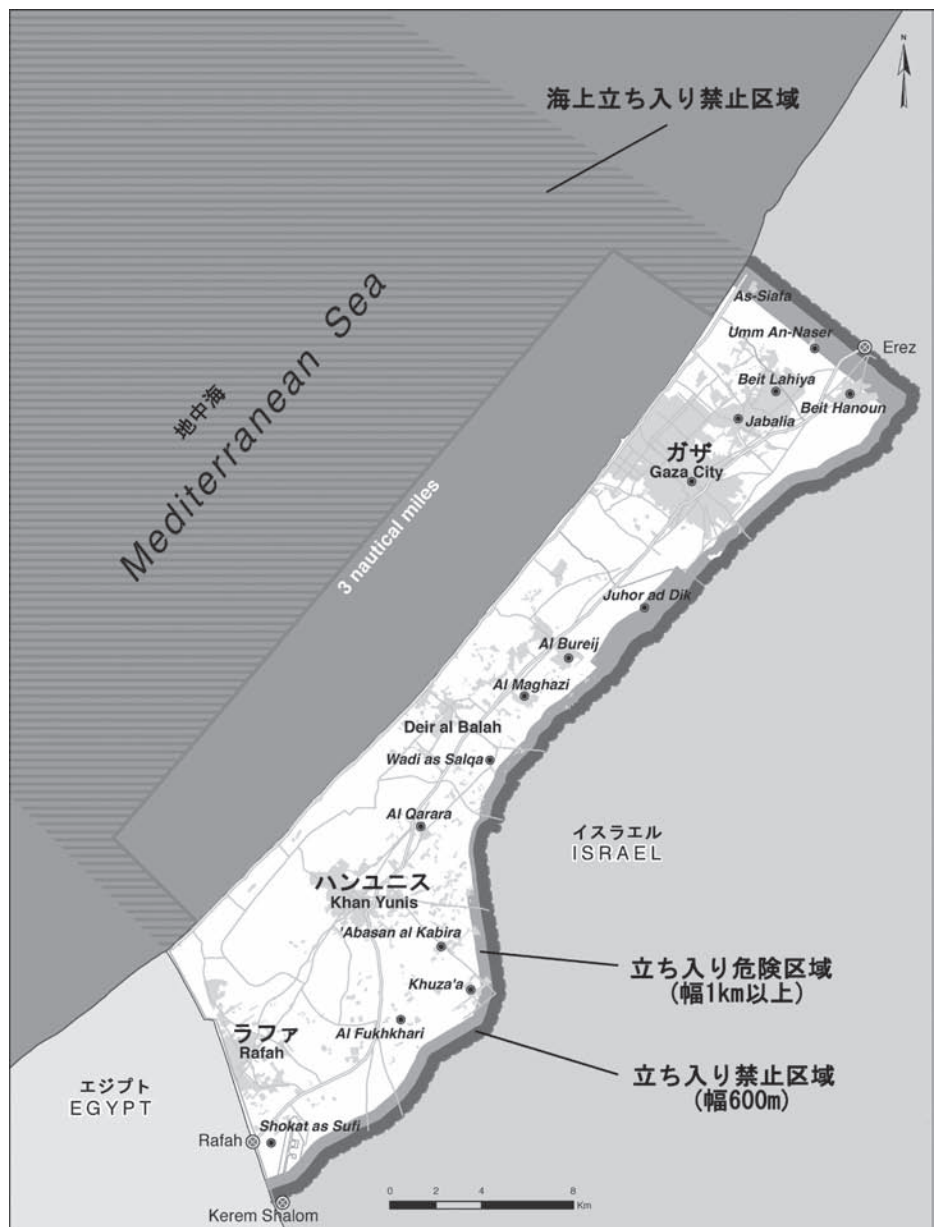 N
海上立ち入り禁止区域
地中海
Mediterranean Sea
3 nautical miles
As-Siafa
Umm An-Naser
Erez
Beit Lahiya
Beit Hanoun
Jabalia
ガザ
Gaza City
Juhor ad Dik
Al Bureij
Al Maghazi
Deir al Balah
Wadi as Salqa
Al Qarara
イスラエル
ISRAEL
ハンユニス
Khan Yunis
'Abasan al Kabira
立ち入り危険区域
(幅1km以上)
Khuza'a
Al Fukhkhari
ラファ
Rafah
立ち入り禁止区域
(幅600m)
エジプト
EGYPT
Shokat as Sufi
Rafah
Kerem Shalom
0 2 4 8
Km